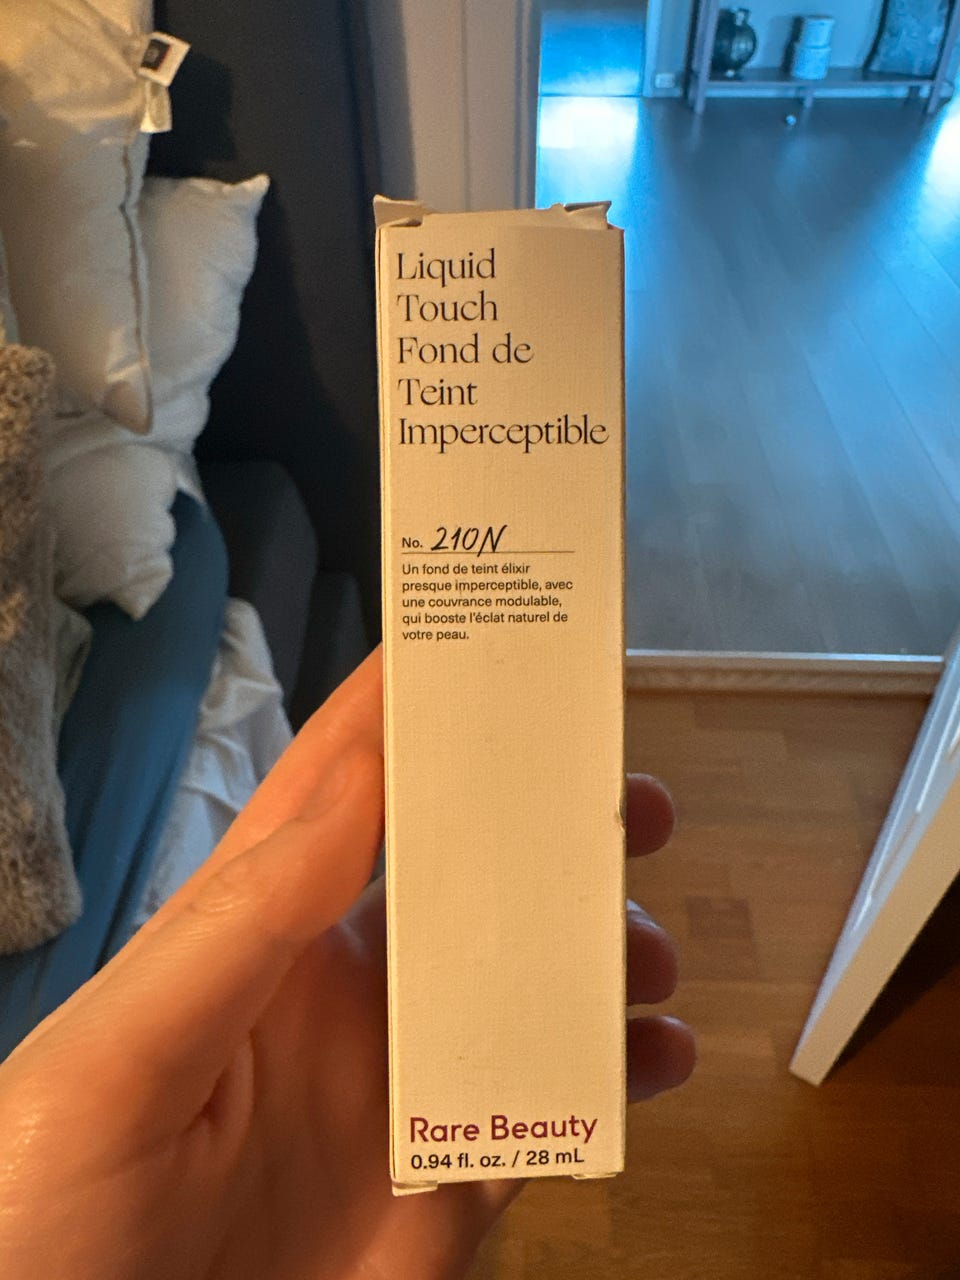 Liquid
Touch
Fond de
Teint
Imperceptible
No. 210N
Un fond de teint élixir
presque imperceptible, avec
une couvrance modulable,
qui booste l'éclat naturel de
votre peau.
Rare Beauty
0.94 fl. oz. / 28 mL